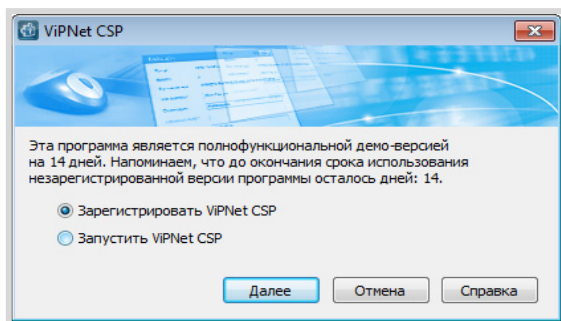 ViPNet CSP
Эта программа является полнофункциональной демо-версией
на 14 дней. Напоминаем, что до окончания срока использования
незарегистрированной версии программы осталось дней: 14.
Зарегистрировать ViPNet CSP
Запустить ViPNet CSP
Далее Отмена Справка